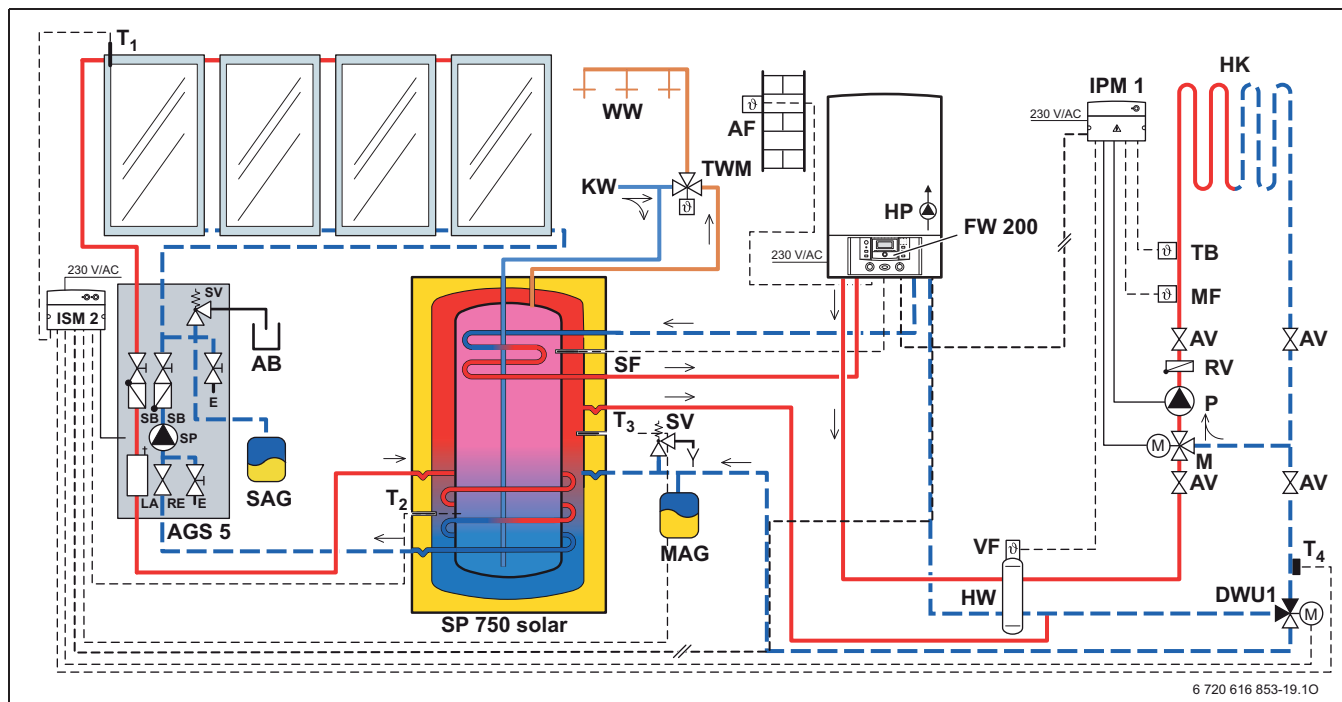 T1
WW
AF
IPM 1
HK
230 V/AC
TWM
KW
HP
FW 200
230 V/AC
TB
MF
230 V/AC
SV
ISM 2
AB
E
AV
AV
RV
SF
P
SB
SB
SP
T3
SV
M
M
SAG
LA
RE
E
T2
AV
AV
AGS 5
MAG
VF
T4
HW
DWU1
M
SP 750 solar
6 720 616 853-19.1O